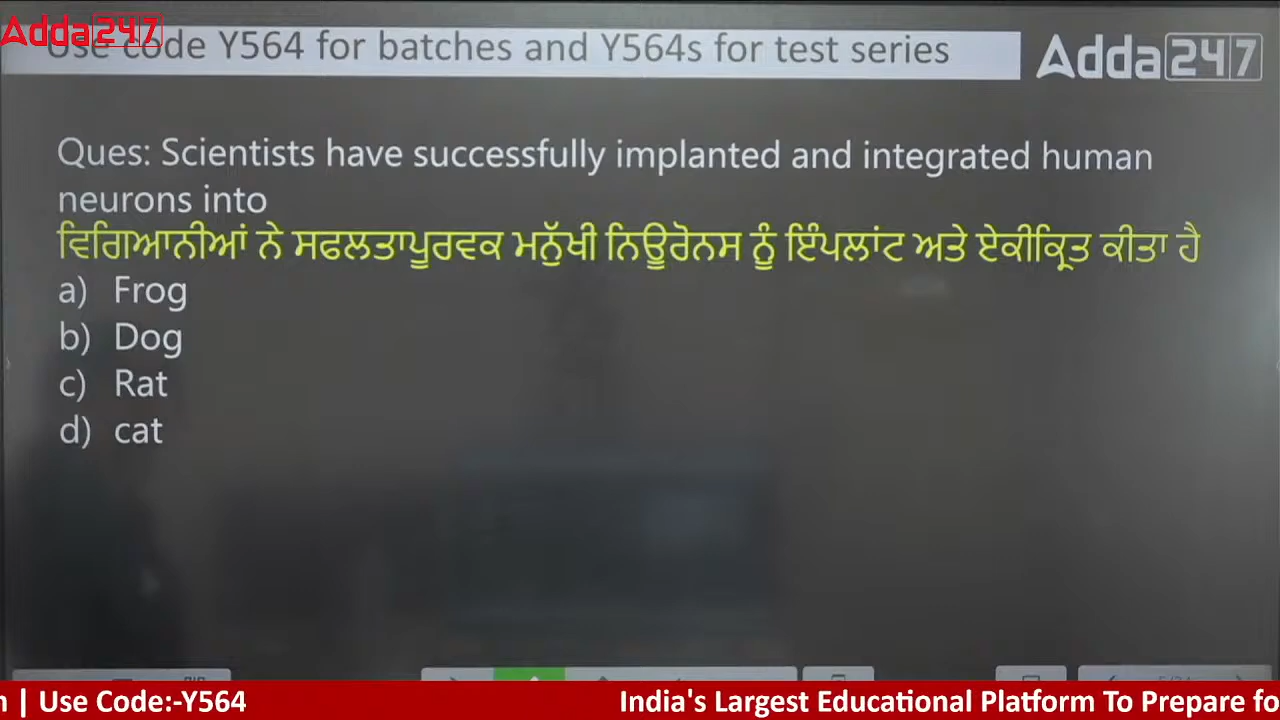 Adda247
Use code Y564 for batches and Y564s for test series
Adda247
Ques: Scientists have successfully implanted and integrated human
neurons into
ਵਿਗਿਆਨੀਆਂ ਨੇ ਸਫਲਤਾਪੂਰਵਕ ਮਨੁੱਖੀ ਨਿਊਰੋਨਸ ਨੂੰ ਇੰਪਲਾਂਟ ਅਤੇ ਏਕੀਕ੍ਰਿਤ ਕੀਤਾ ਹੈ
a) Frog
b) Dog
c) Rat
d) cat
| Use Code:-Y564
India's Largest Educational Platform To Prepare